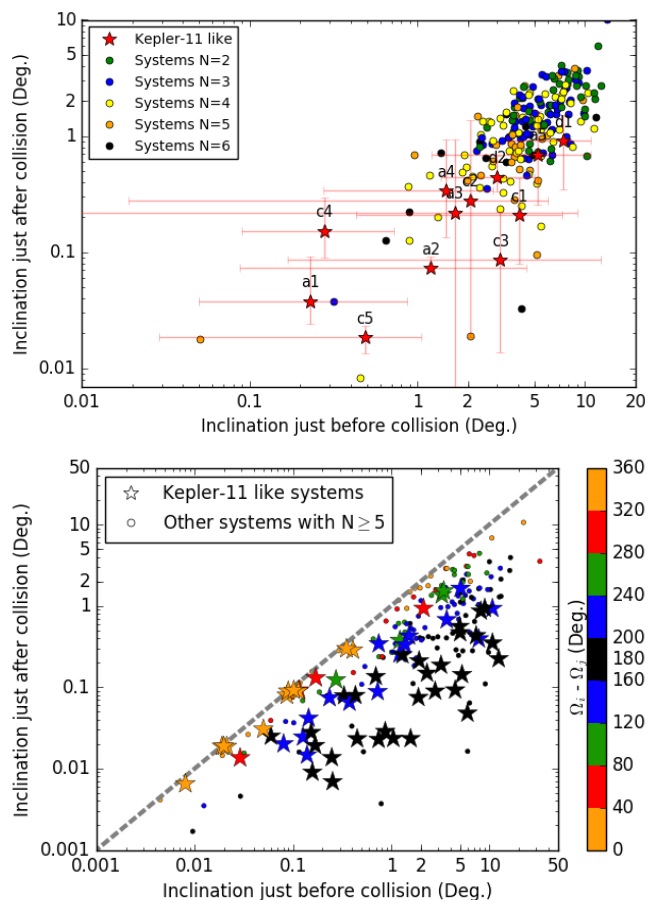 Inclination just after collision (Deg.)
10
5
2
1
0.1
0.01
Kepler-11 like
Systems N=2
Systems N=3
Systems N=4
Systems N=5
Systems N=6
d1
a5
d2
a4
c2
a3
c1
c4
c3
a2
a1
c5
0.01
0.1
1
2
5
10
20
Inclination just before collision (Deg.)
Inclination just after collision (Deg.)
50
10
5
1
0.1
0.01
0.001
Kepler-11 like systems
Other systems with N ≥ 5
0.001
0.01
0.1
1
2
5
10
50
Inclination just before collision (Deg.)
360
320
280
240
200
180
160
120
80
40
0
Ωi - Ωj (Deg.)